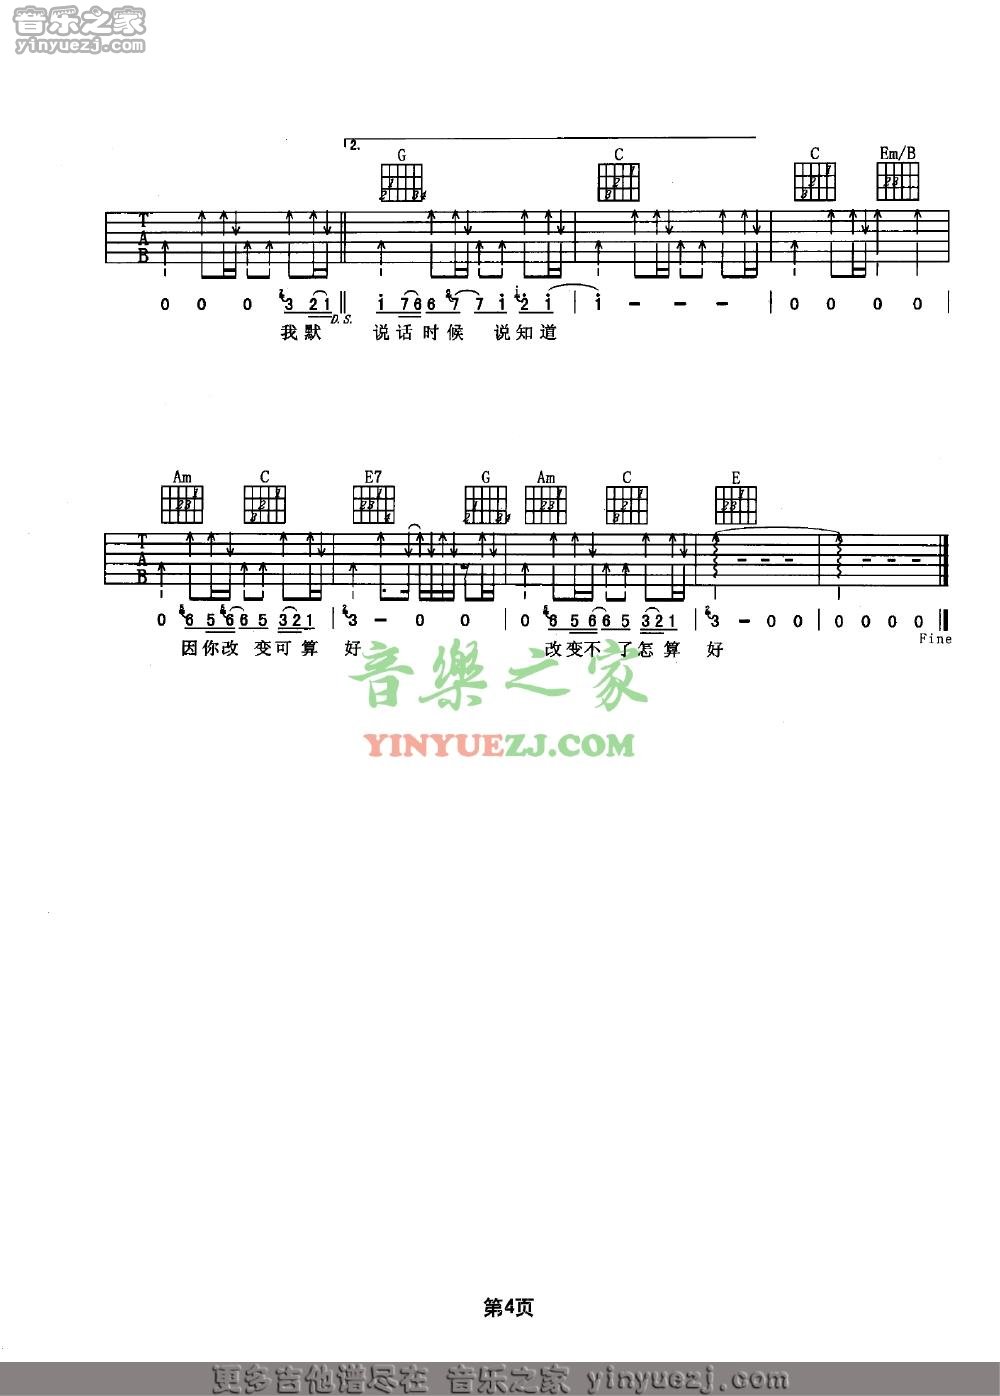 音乐之家
yinyuezj.com
2.
G C C Em/B
T
A
B
0 0 0 3 2 1 D.S. i 7 6 6 7 7 i 2 i | i - - - | 0 0 0 0 |
我默 说话时候 说知道
Am C E7 G Am C E
T
A
B
0 6 5 6 6 5 3 2 1 | 3 - 0 0 | 0 6 5 6 6 5 3 2 1 | 3 - 0 0 | 0 0 0 0
Fine
因你改 变可算 好 改变不 了怎算 好
音樂之家
YINYUEZJ.COM
第4页
更多吉他谱尽在 音乐之家 yinyuezj.com